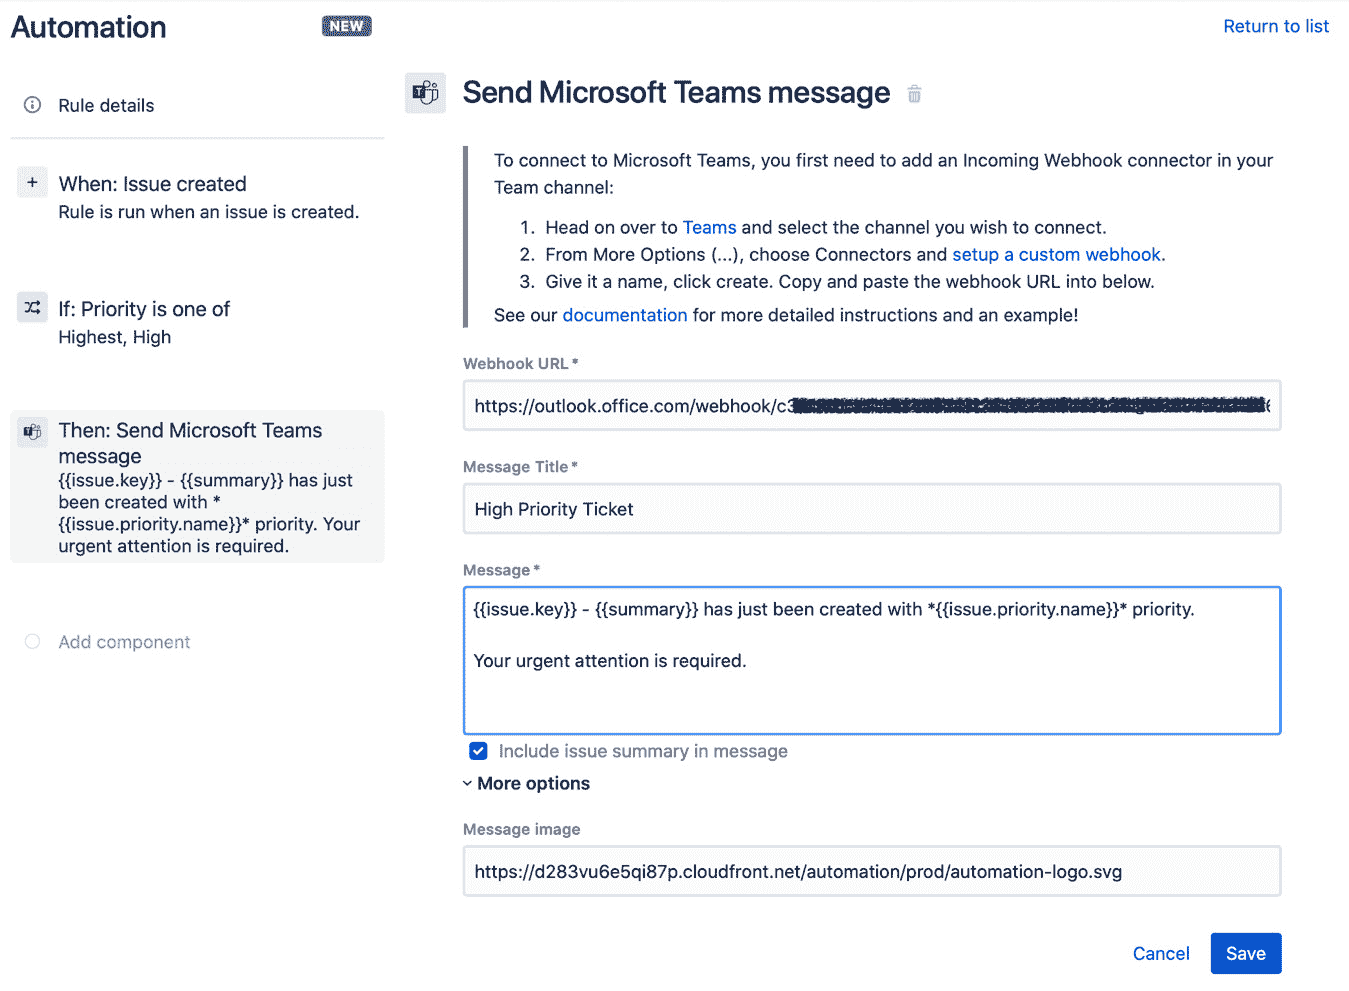 Automation
NEW
Return to list
Rule details
When: Issue created
Rule is run when an issue is created.
If: Priority is one of
Highest, High
Then: Send Microsoft Teams
message
{{issue.key}} - {{summary}} has just
been created with *
{{issue.priority.name}}* priority. Your
urgent attention is required.
Add component
Send Microsoft Teams message
To connect to Microsoft Teams, you first need to add an Incoming Webhook connector in your
Team channel:
1. Head on over to Teams and select the channel you wish to connect.
2. From More Options (...), choose Connectors and setup a custom webhook.
3. Give it a name, click create. Copy and paste the webhook URL into below.
See our documentation for more detailed instructions and an example!
Webhook URL*
https://outlook.office.com/webhook/c3
Message Title*
High Priority Ticket
Message*
{{issue.key}} - {{summary}} has just been created with *{{issue.priority.name}}* priority.
Your urgent attention is required.
Include issue summary in message
More options
Message image
https://d283vu6e5qi87p.cloudfront.net/automation/prod/automation-logo.svg
Cancel
Save